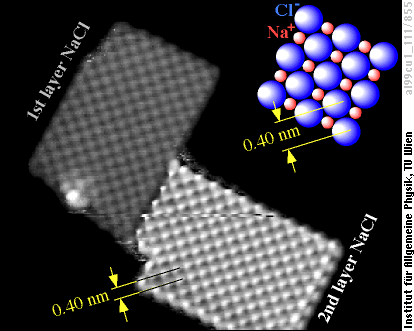 Cl-
Na+
0.40 nm
1st layer NaCl
2nd layer NaCl
0.40 nm
al99cu1_111/855
Institut für Allgemeine Physik, TU Wien